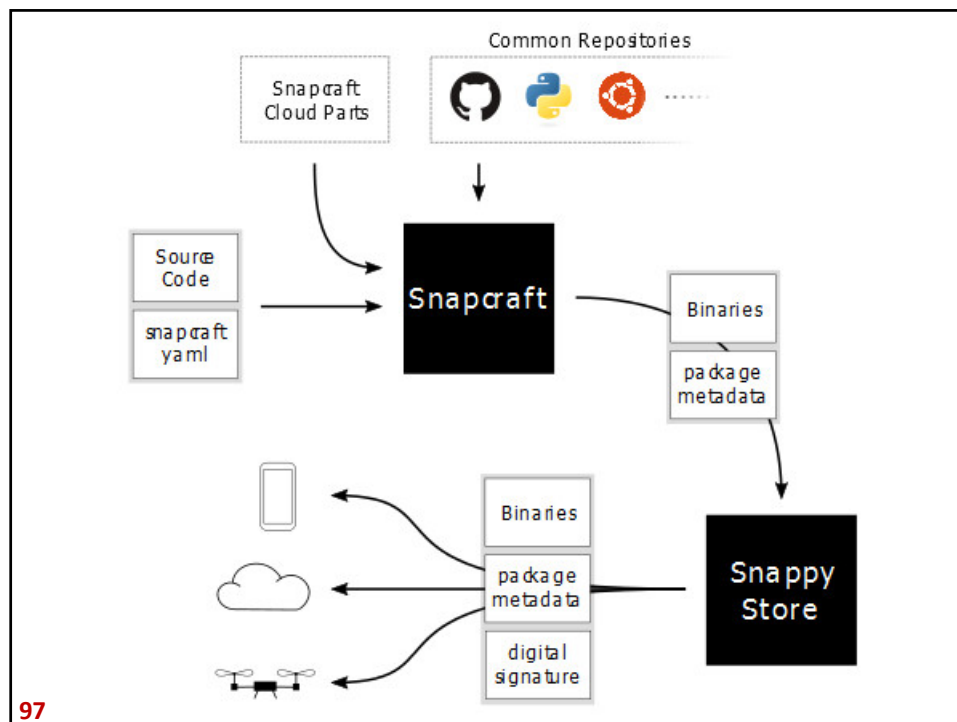 Common Repositories
Snapcraft
Cloud Parts
Source
Code
snapcraft
yaml
Snapcraft
Binaries
package
metadata
Binaries
package
metadata
digital
signature
Snappy
Store
97